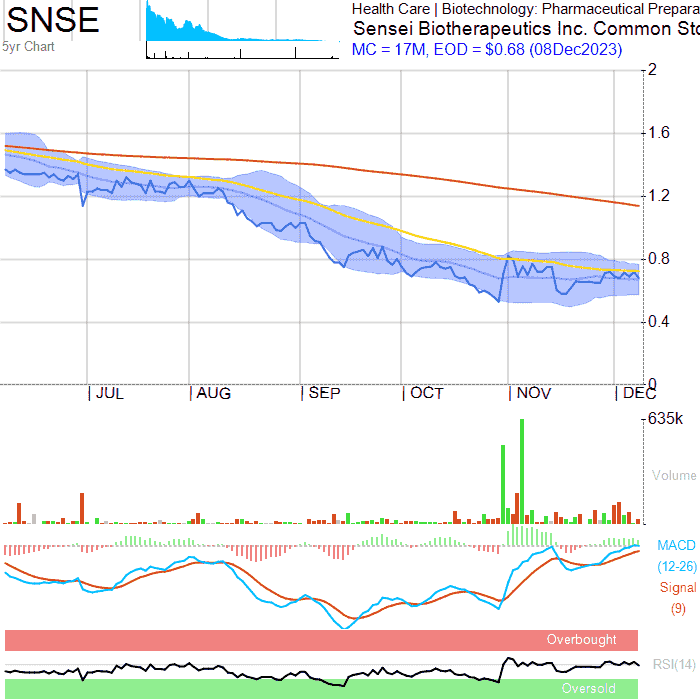 SNSE
5yr Chart
Health Care | Biotechnology: Pharmaceutical Prepara
Sensei Biotherapeutics Inc. Common Sto
MC = 17M, EOD = $0.68 (08Dec2023)
2
1.6
1.2
0.8
0.4
0
JUL AUG SEP OCT NOV DEC
635k
Volume
MACD
(12-26)
Signal
(9)
Overbought
RSI(14)
Oversold